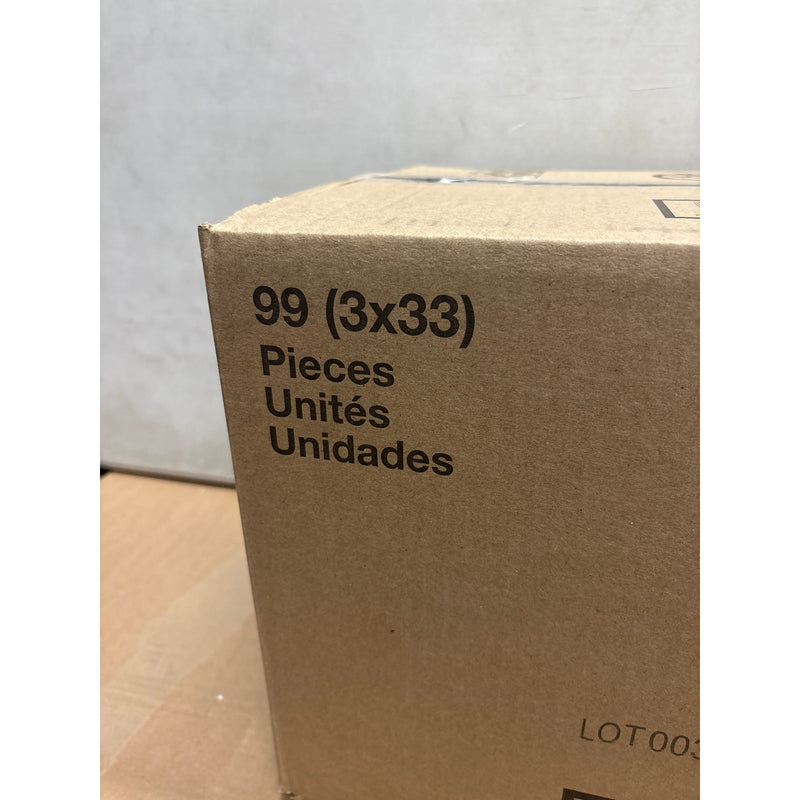 99 (3x33)
Pieces
Unités
Unidades
LOT 003